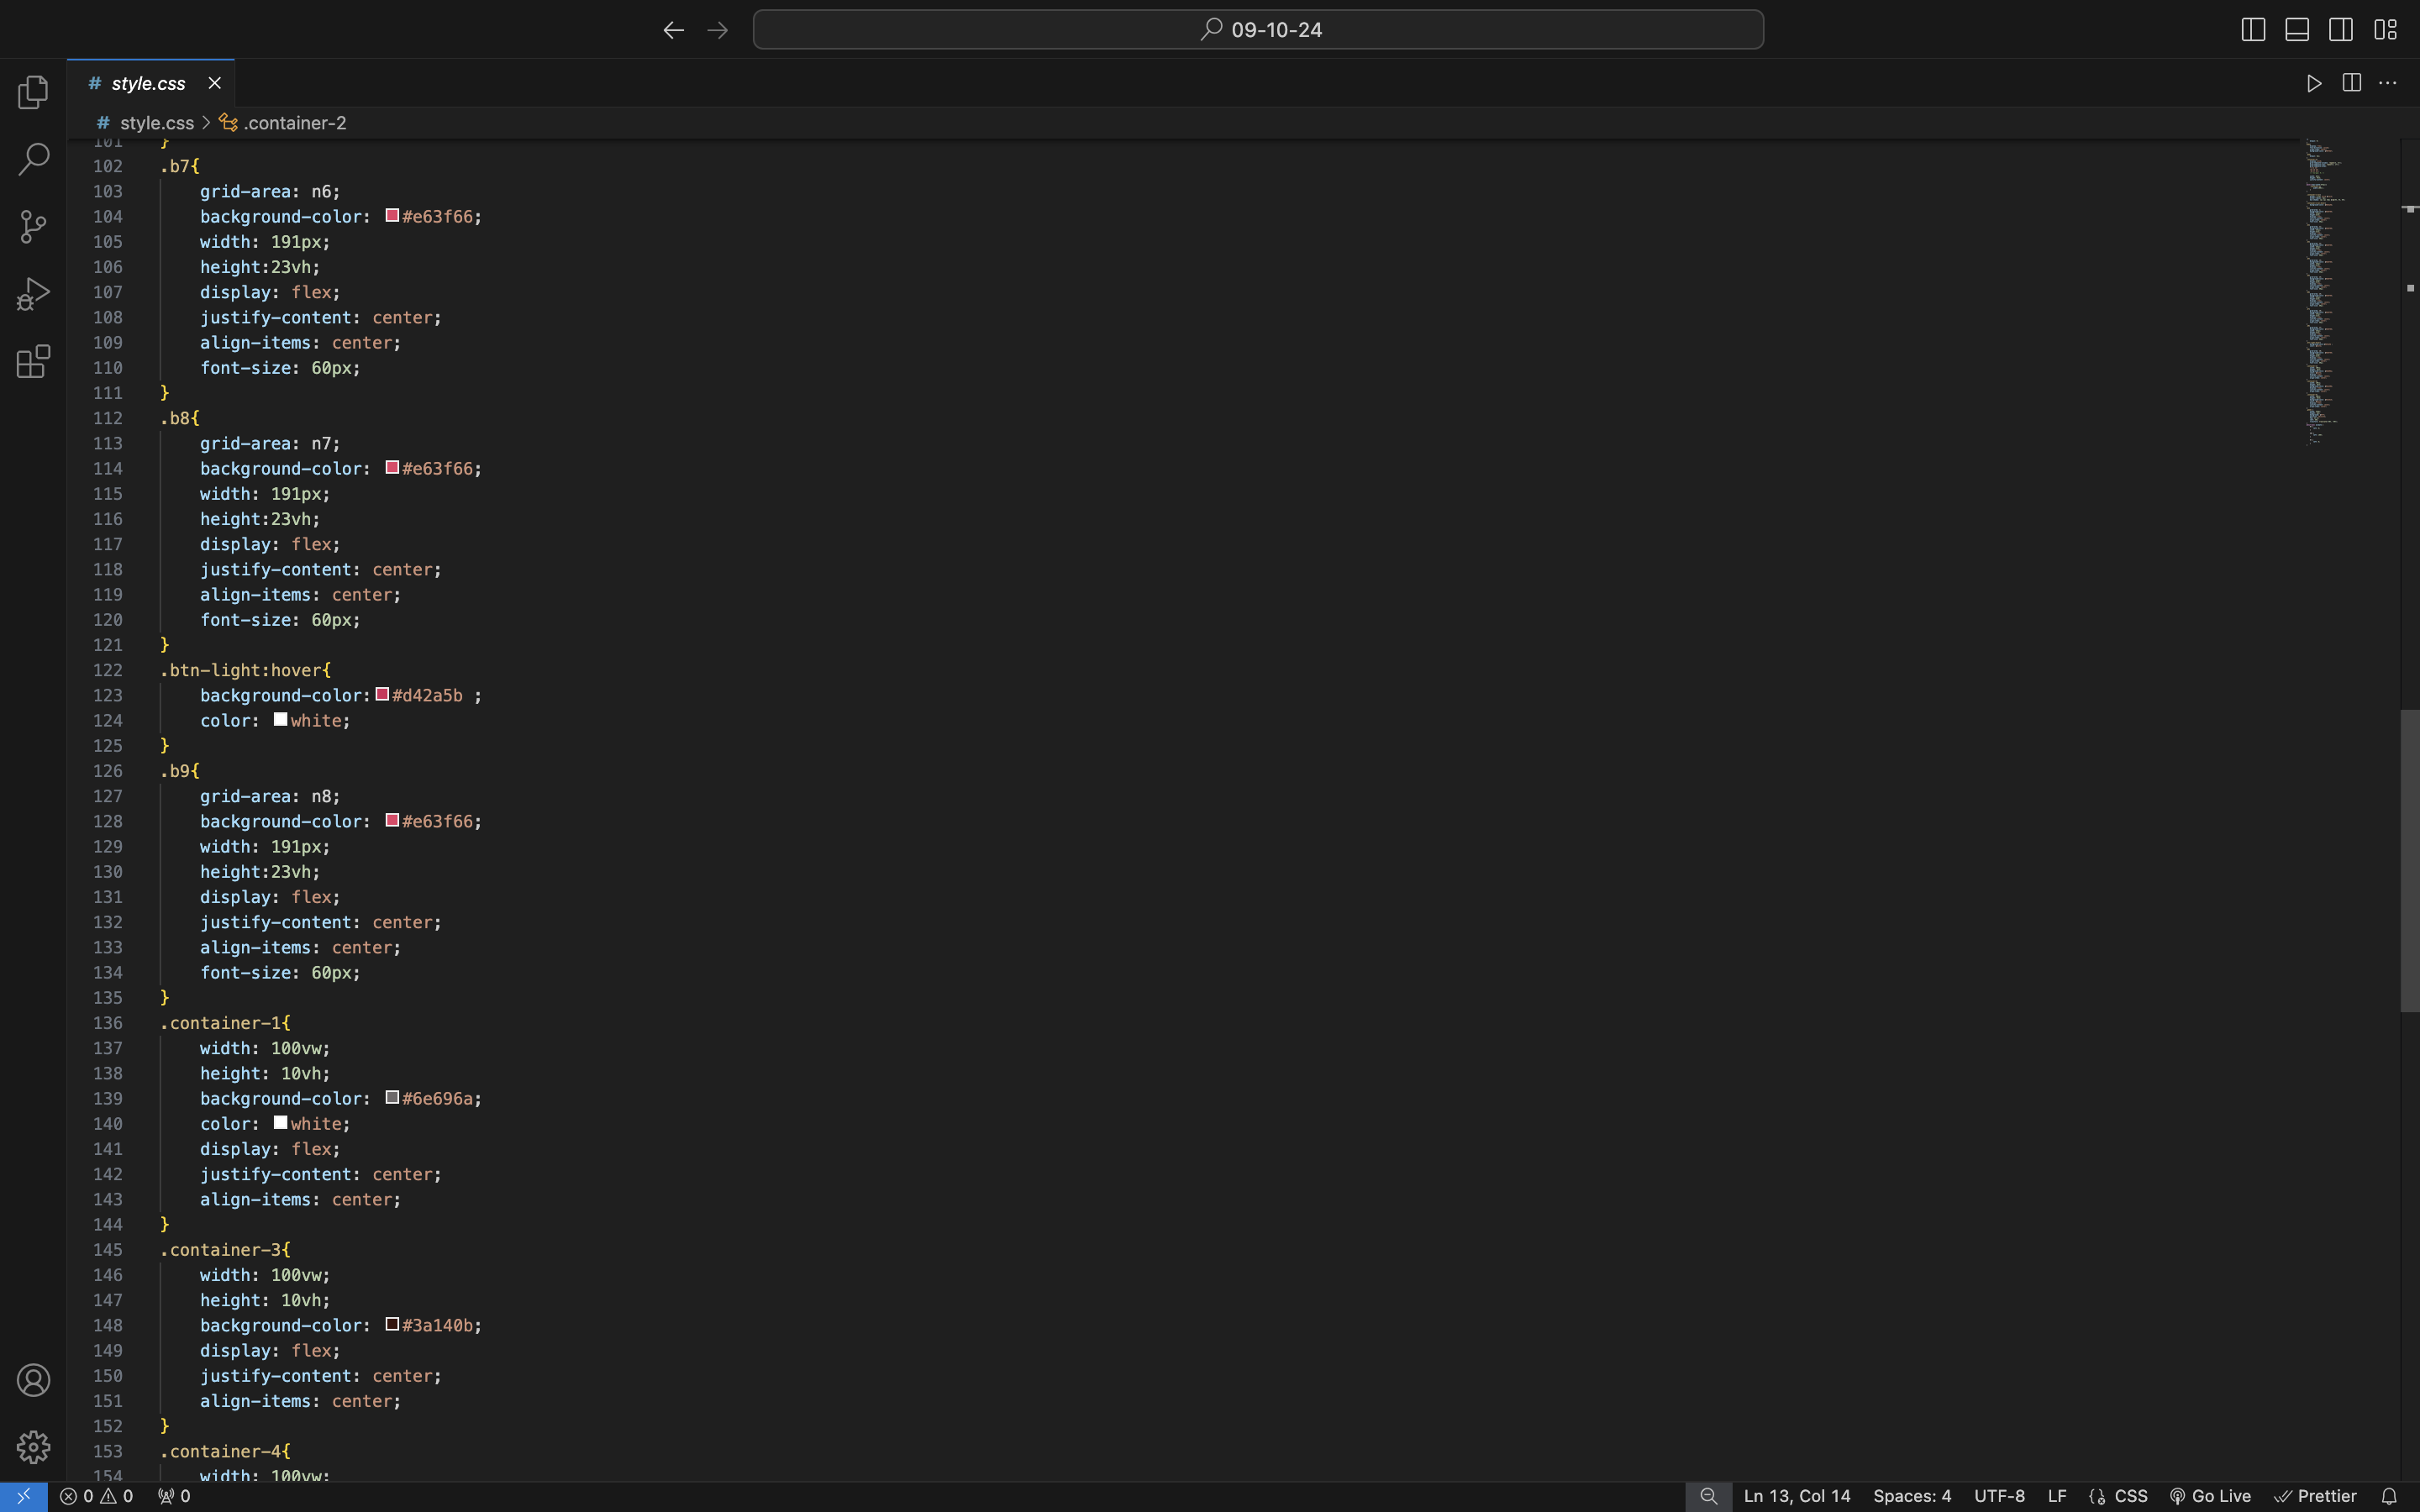 09-10-24
# style.css
# style.css > .container-2
101 }
102 .b7{
103 grid-area: n6;
104 background-color: #e63f66;
105 width: 191px;
106 height:23vh;
107 display: flex;
108 justify-content: center;
109 align-items: center;
110 font-size: 60px;
111 }
112 .b8{
113 grid-area: n7;
114 background-color: #e63f66;
115 width: 191px;
116 height:23vh;
117 display: flex;
118 justify-content: center;
119 align-items: center;
120 font-size: 60px;
121 }
122 .btn-light:hover{
123 background-color:#d42a5b ;
124 color: white;
125 }
126 .b9{
127 grid-area: n8;
128 background-color: #e63f66;
129 width: 191px;
130 height:23vh;
131 display: flex;
132 justify-content: center;
133 align-items: center;
134 font-size: 60px;
135 }
136 .container-1{
137 width: 100vw;
138 height: 10vh;
139 background-color: #6e696a;
140 color: white;
141 display: flex;
142 justify-content: center;
143 align-items: center;
144 }
145 .container-3{
146 width: 100vw;
147 height: 10vh;
148 background-color: #3a140b;
149 display: flex;
150 justify-content: center;
151 align-items: center;
152 }
153 .container-4{
154 width: 100vw;
0 0 0 Ln 13, Col 14 Spaces: 4 UTF-8 LF {} CSS Go Live Prettier